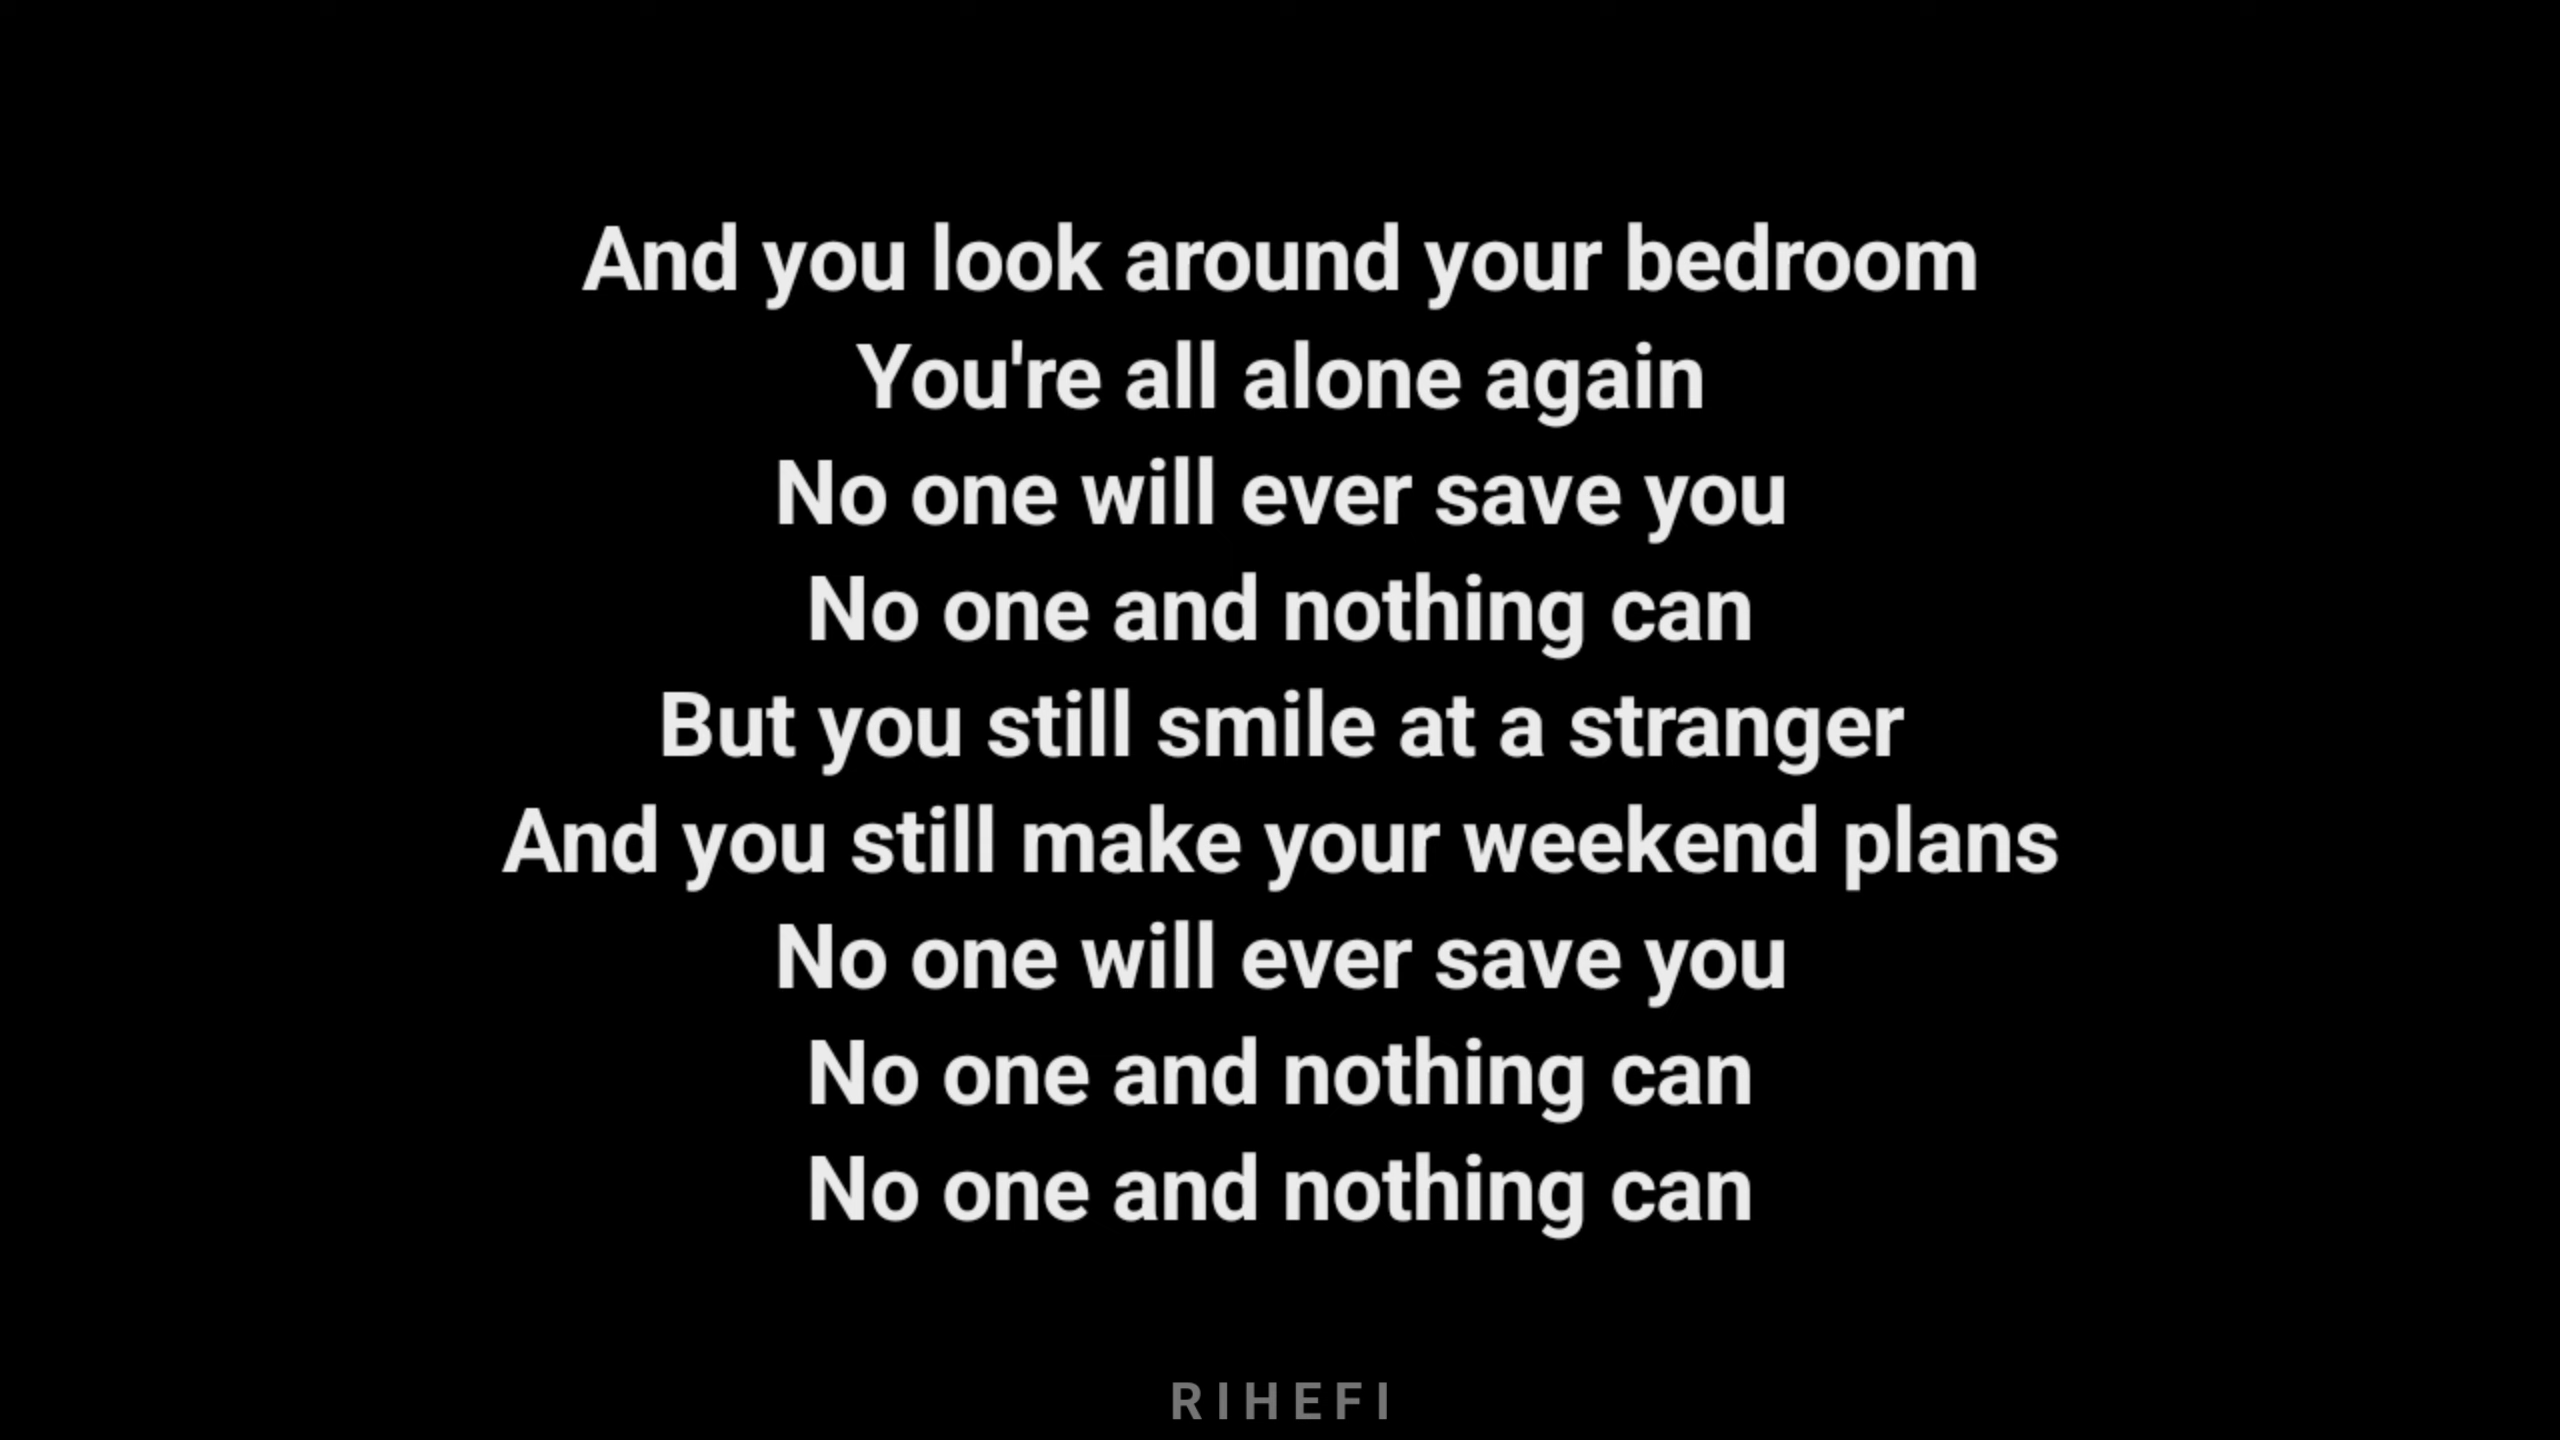 And you look around your bedroom
You're all alone again
No one will ever save you
No one and nothing can
But you still smile at a stranger
And you still make your weekend plans
No one will ever save you
No one and nothing can
No one and nothing can
RIHEFI